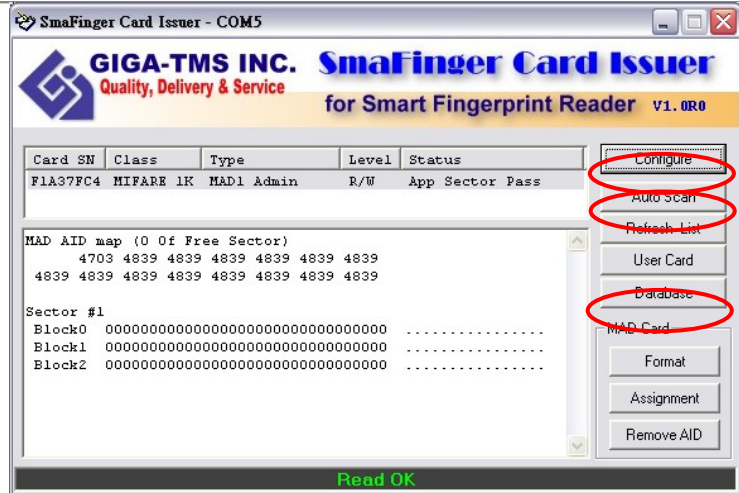 SmaFinger Card Issuer - COM5
GIGA-TMS INC.
Quality, Delivery & Service
SmaFinger Card Issuer
for Smart Fingerprint Reader V1.0R0
Card SN Class Type Level Status
F1A37FC4 MIFARE 1K MAD1 Admin R/W App Sector Pass
MAD AID map (0 Of Free Sector)
4703 4839 4839 4839 4839 4839 4839
4839 4839 4839 4839 4839 4839 4839 4839
Sector #1
Block0 00000000000000000000000000000000 ................
Block1 00000000000000000000000000000000 ................
Block2 00000000000000000000000000000000 ................
Configure
Auto Scan
Refresh List
User Card
Database
MAD Card
Format
Assignment
Remove AID
Read OK